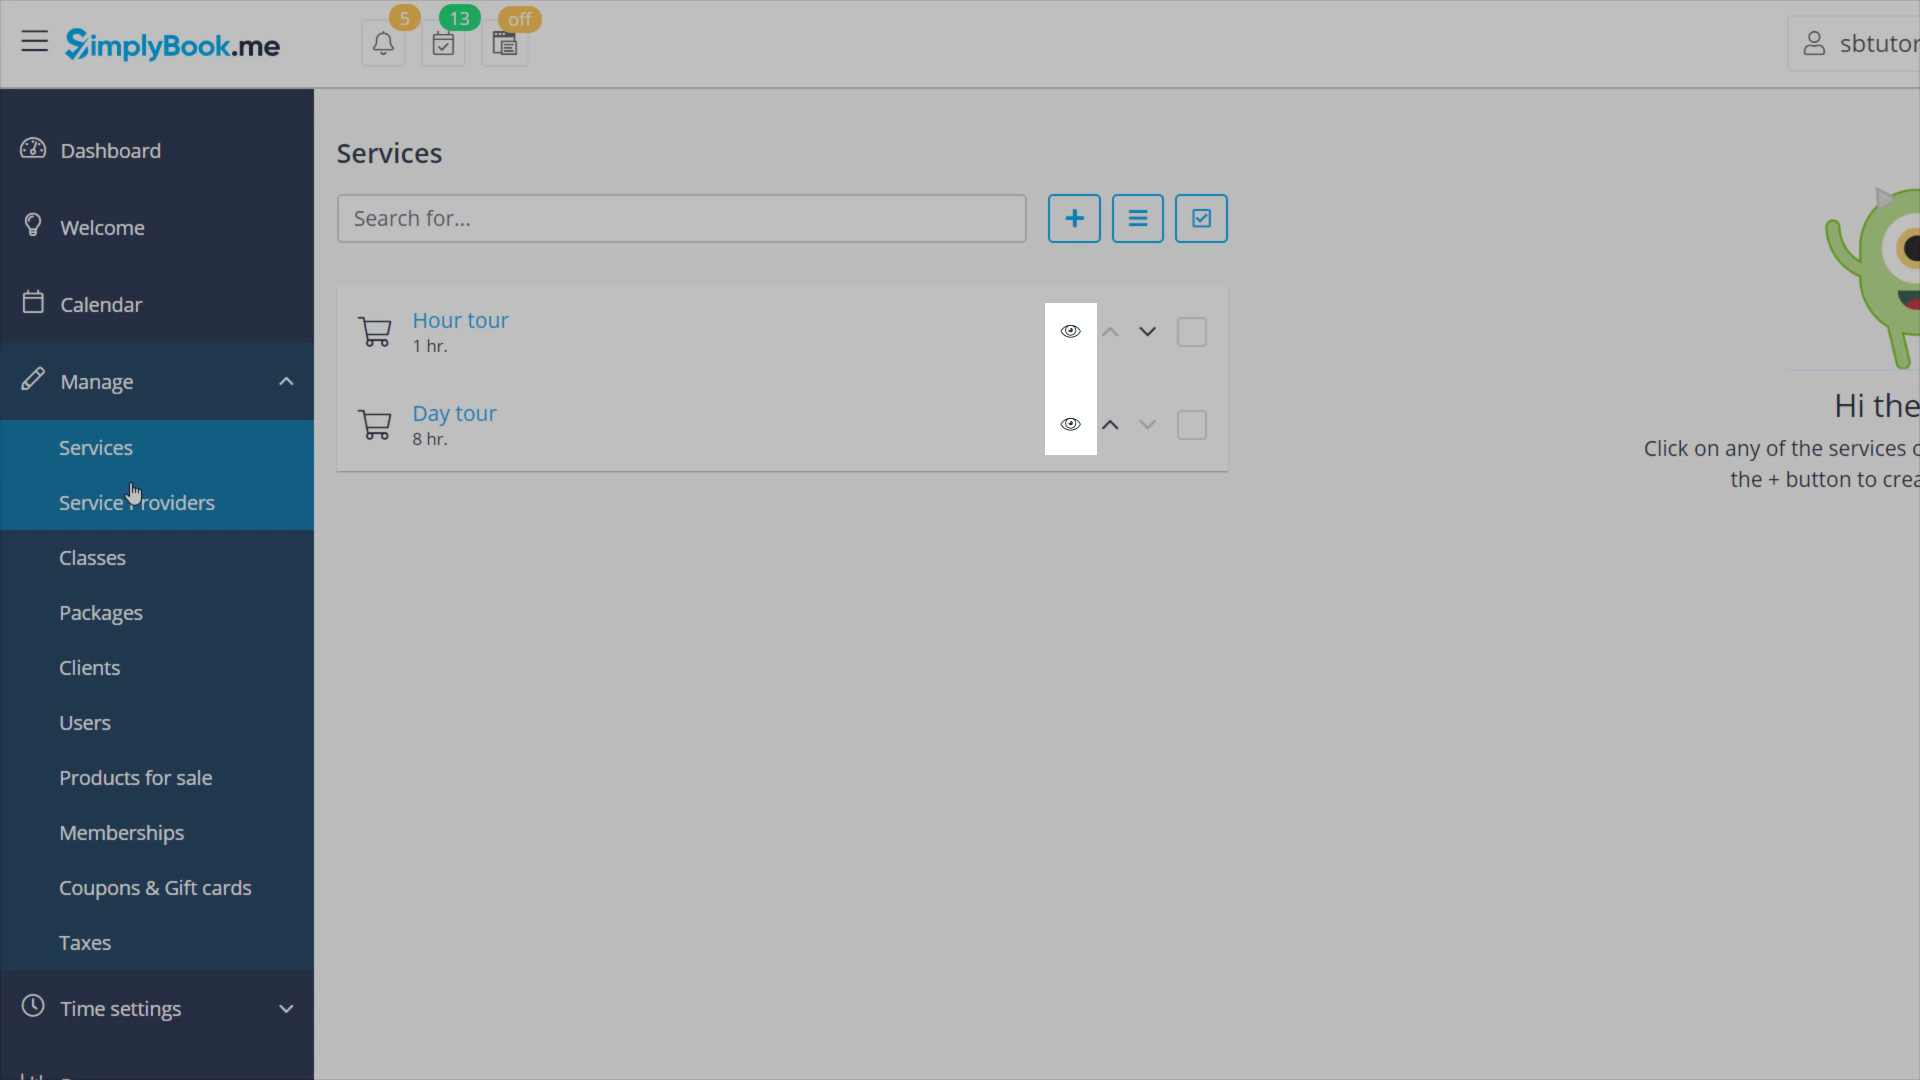 SimplyBook.me
5
13
off
sbtutor
Dashboard
Welcome
Calendar
Manage
Services
Service Providers
Classes
Packages
Clients
Users
Products for sale
Memberships
Coupons & Gift cards
Taxes
Time settings
Services
Search for...
Hour tour
1 hr.
Day tour
8 hr.
Hi the
Click on any of the services
the + button to crea